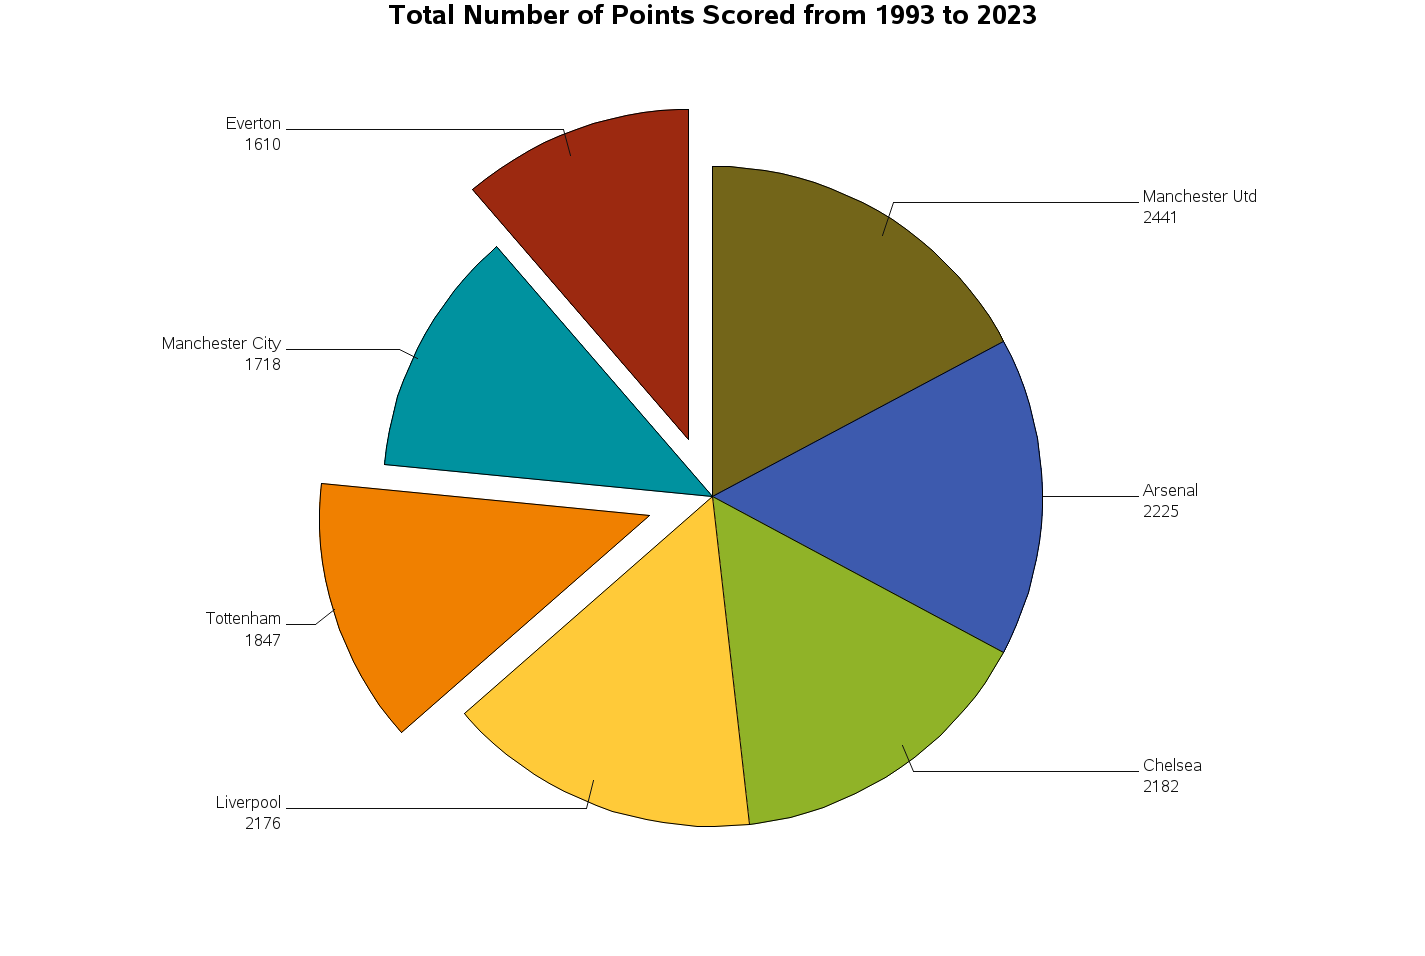 Total Number of Points Scored from 1993 to 2023
Everton
1610
Manchester Utd
2441
Manchester City
1718
Arsenal
2225
Tottenham
1847
Chelsea
2182
Liverpool
2176